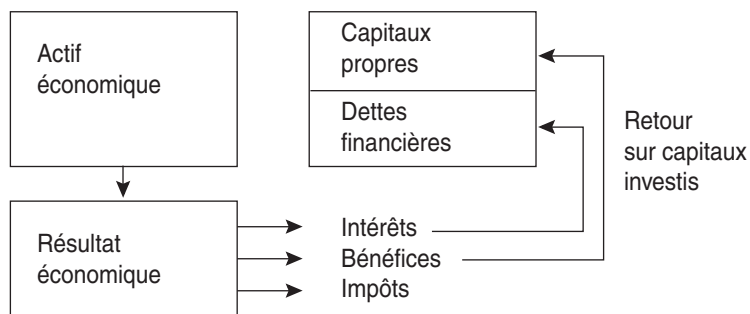 Actif
économique
Capitaux
propres
Dettes
financières
Retour
sur capitaux
investis
Résultat
économique
Intérêts
Bénéfices
Impôts